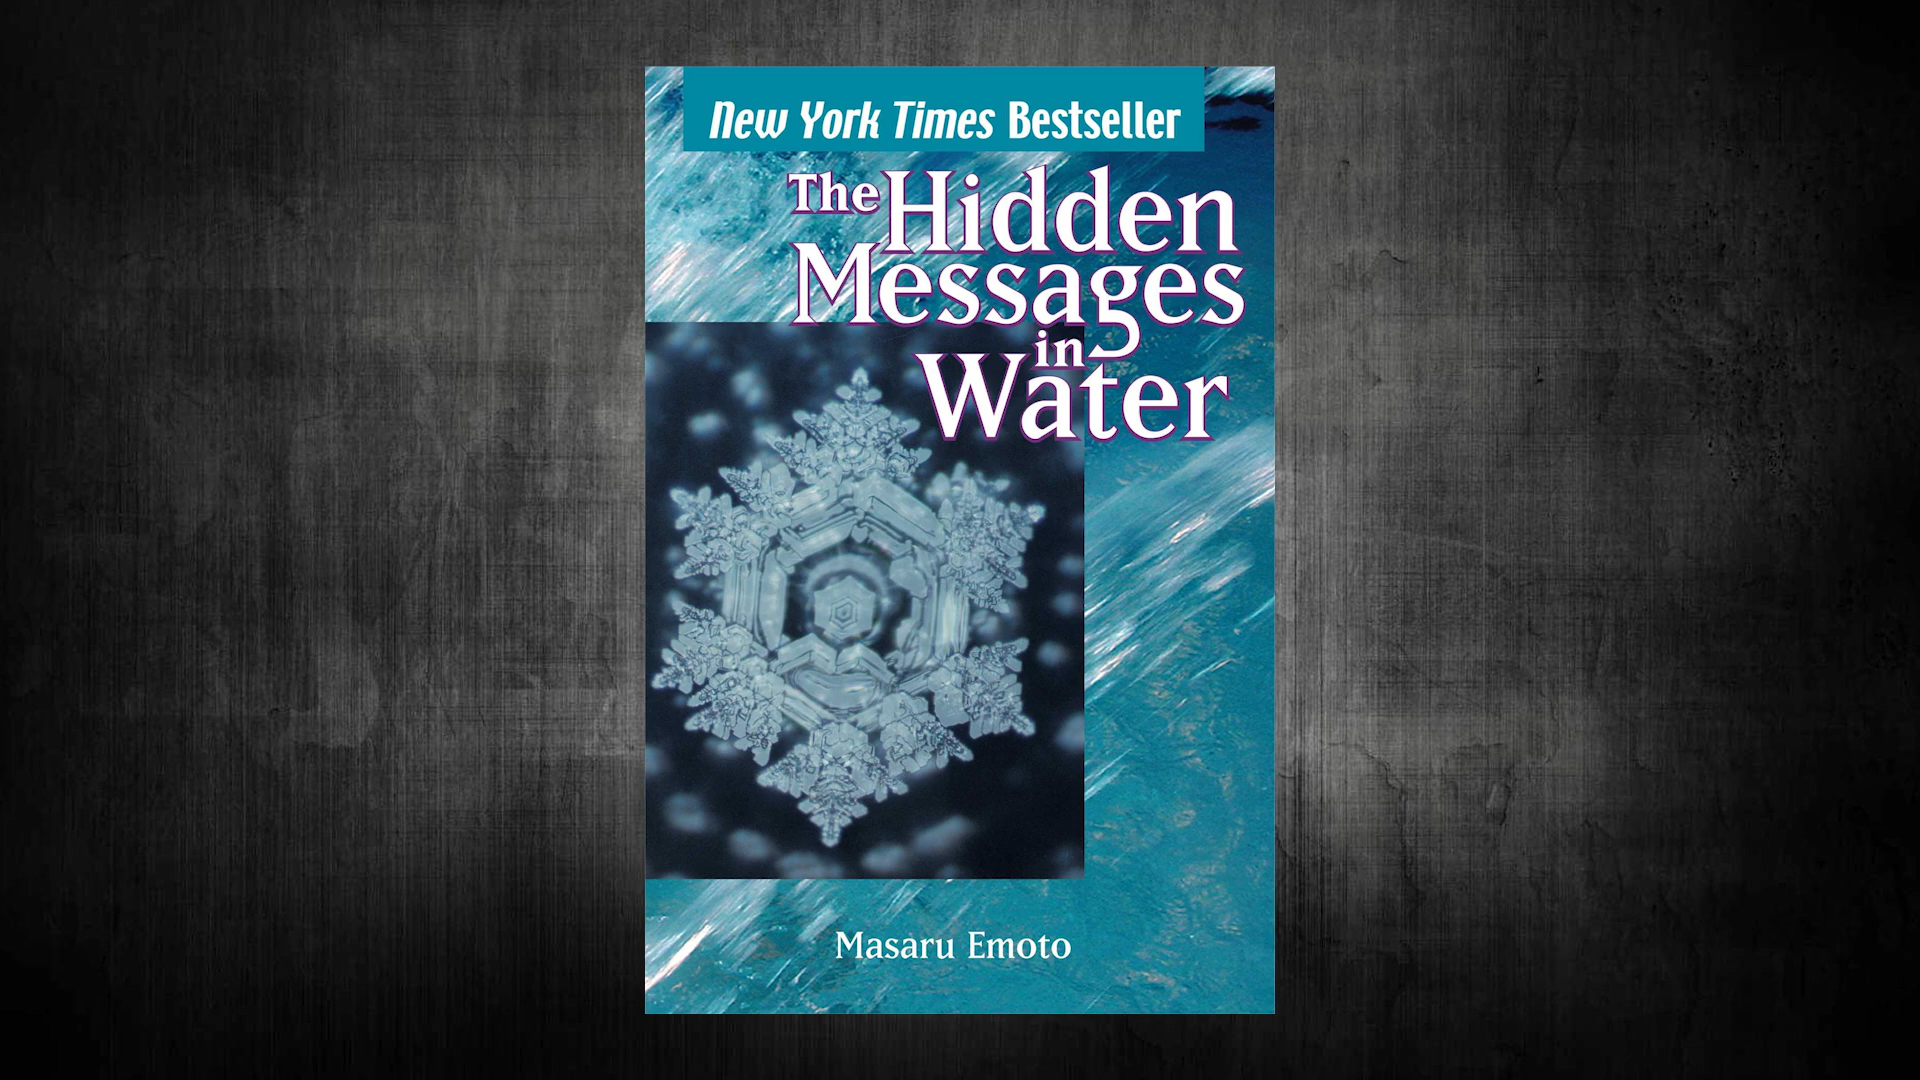 New York Times Bestseller
The Hidden
Messages
in
Water
Masaru Emoto